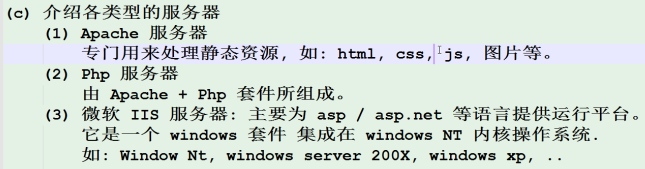 (c) 介绍各类型的服务器
(1) Apache 服务器
专门用来处理静态资源, 如: html, css, js, 图片等。
(2) Php 服务器
由 Apache + Php 套件所组成。
(3) 微软 IIS 服务器: 主要为 asp / asp.net 等语言提供运行平台。
它是一个 windows 套件 集成在 windows NT 内核操作系统.
如: Window Nt, windows server 200X, windows xp, ..